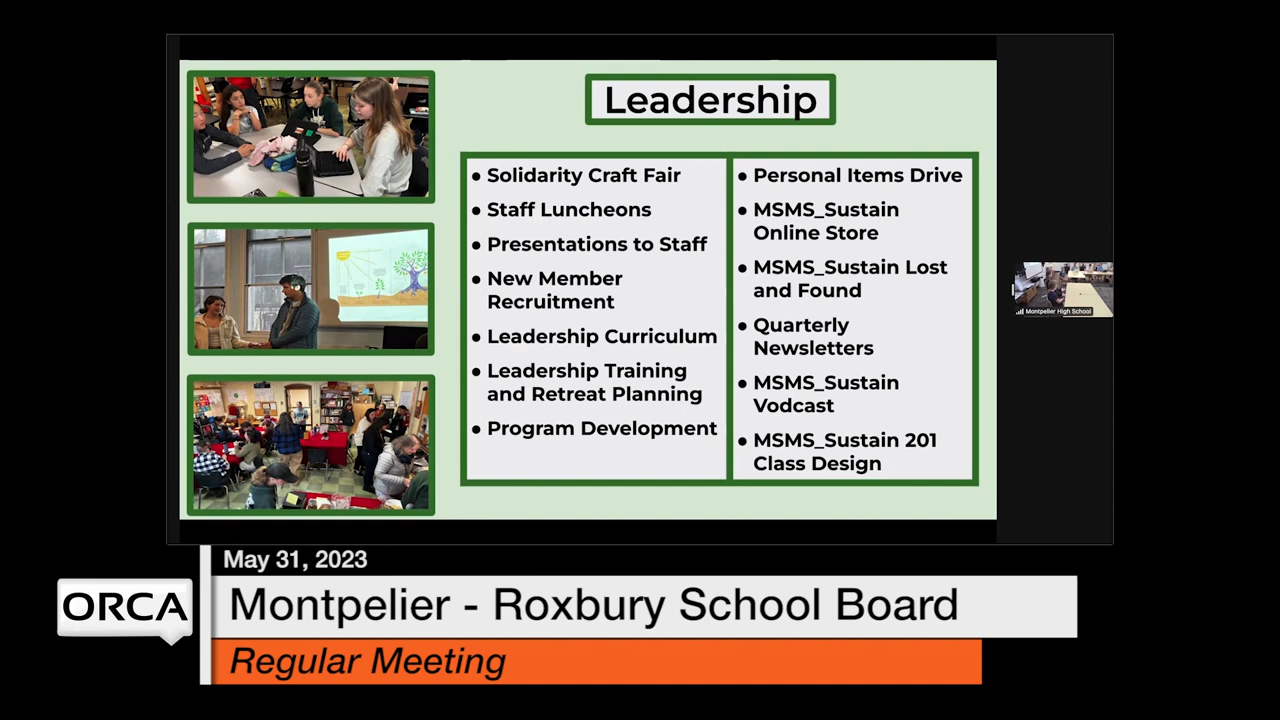 Leadership
● Solidarity Craft Fair
● Staff Luncheons
● Presentations to Staff
● New Member
Recruitment
● Leadership Curriculum
● Leadership Training
and Retreat Planning
● Program Development
● Personal Items Drive
● MSMS_Sustain
Online Store
● MSMS_Sustain Lost
and Found
● Quarterly
Newsletters
● MSMS_Sustain
Vodcast
● MSMS_Sustain 201
Class Design
Montpelier High School
May 31, 2023
ORCA
Montpelier - Roxbury School Board
Regular Meeting